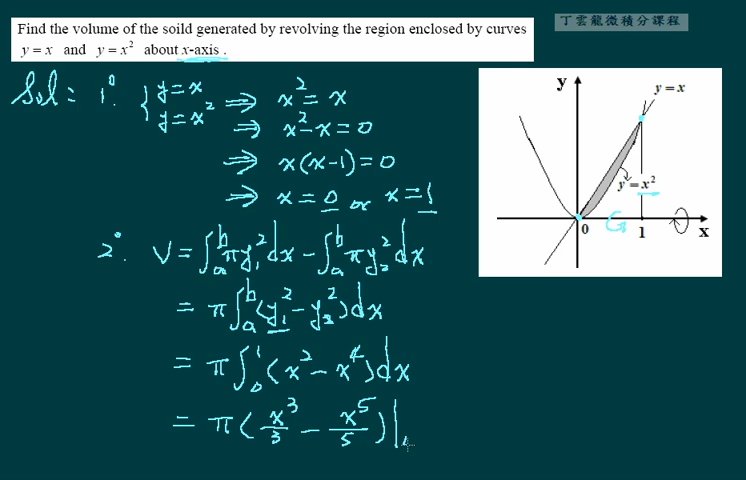 丁雲龍微積分課程
Find the volume of the soild generated by revolving the region enclosed by curves
y = x and y = x² about x-axis .
Sol : 1° { y = x ⇒ x² = x
y = x²
⇒ x² − x = 0
⇒ x(x−1) = 0
⇒ x = 0 or x = 1
2° V = ∫ₐᵇ πy₁² dx − ∫ₐᵇ πy₂² dx
= π∫ₐᵇ (y₁² − y₂²) dx
= π∫₀¹ (x² − x⁴) dx
= π( x³/3 − x⁵/5 )|
y
y = x
y = x²
0
1
x